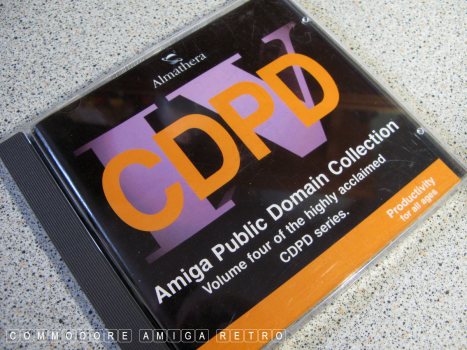 Almathera
IV
CDPD
Amiga Public Domain Collection
Volume four of the highly acclaimed
CDPD series.
Productivity
for all ages
COMMODORE AMIGA RETRO